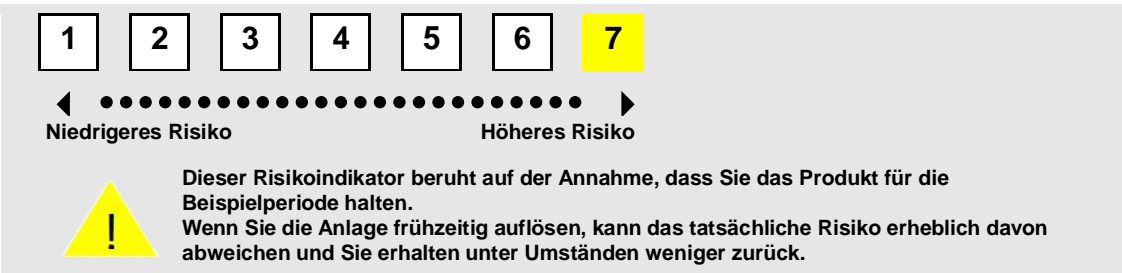 1 2 3 4 5 6 7
Niedrigeres Risiko Höheres Risiko
Dieser Risikoindikator beruht auf der Annahme, dass Sie das Produkt für die
Beispielperiode halten.
Wenn Sie die Anlage frühzeitig auflösen, kann das tatsächliche Risiko erheblich davon
abweichen und Sie erhalten unter Umständen weniger zurück.
!